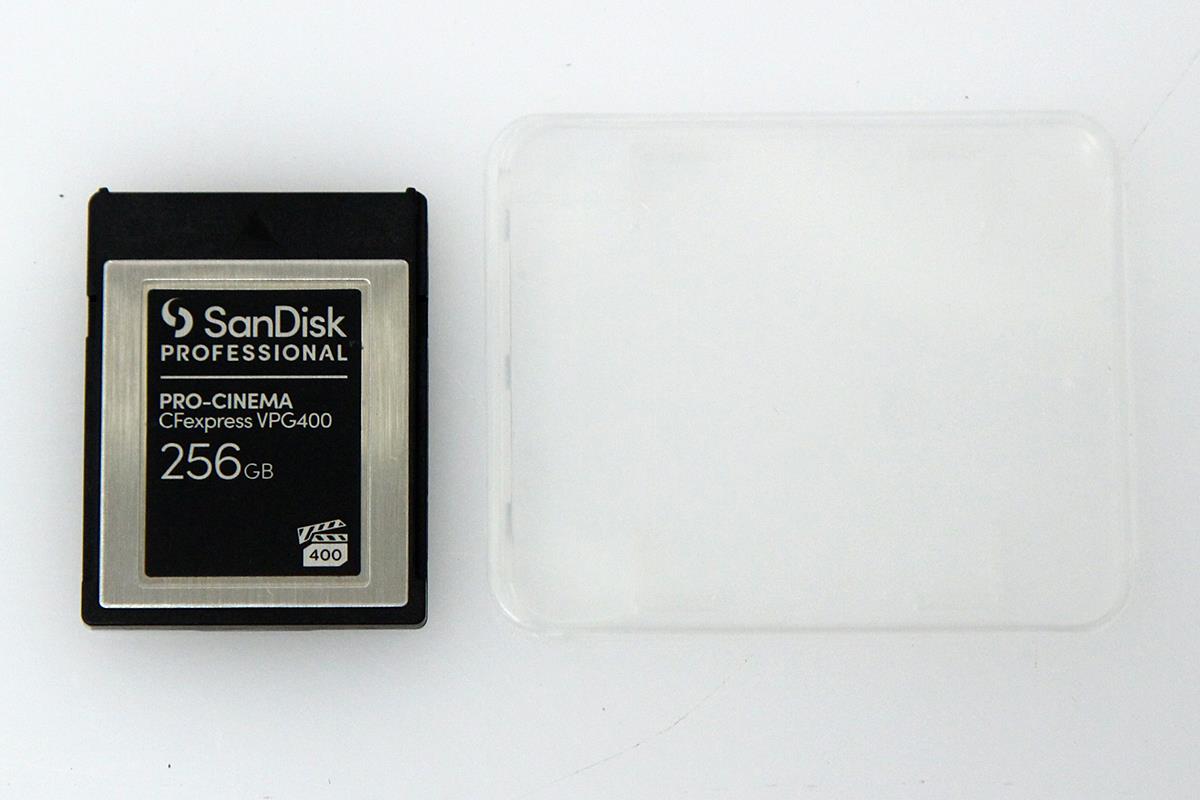 SanDisk
PROFESSIONAL
PRO-CINEMA
CFexpress VPG400
256GB
400